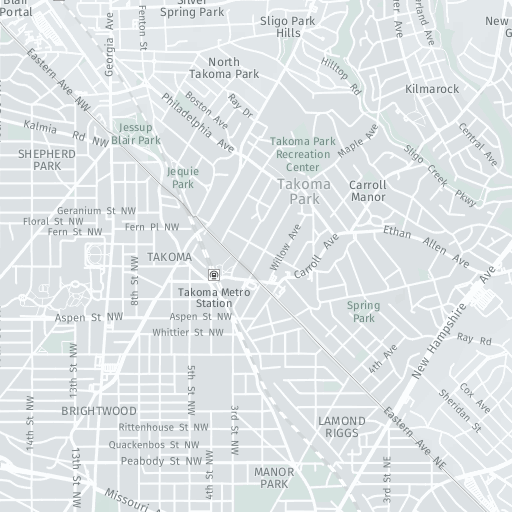 Blair
Portal
Silver
Spring Park
Sligo Park
Hills
Georgia Ave
Fenton St
North
Takoma Park
Hilltop Rd
Kilmarock
Eastern Ave NW
Boston Ave
Ray Dr
Philadelphia Ave
Kalmia Rd NW
Jessup
Blair Park
Takoma Park
Recreation
Center
Maple Ave
Central Ave
Sligo Creek Pkwy
SHEPHERD
PARK
Jequie
Park
Takoma
Park
Carroll
Manor
Geranium St NW
Floral St NW
Fern St NW
Fern Pl NW
Willow Ave
Carroll Ave
Ethan Allen Ave
TAKOMA
8th St NW
Takoma Metro
Station
Spring
Park
Aspen St NW
Aspen St NW
Whittier St NW
New Hampshire Ave
Ray Rd
4th Ave
13th St NW
5th St NW
Cox Ave
Sheridan St
14th St NW
BRIGHTWOOD
3rd St NW
LAMOND
RIGGS
Eastern Ave NE
Rittenhouse St NW
Quackenbos St NW
Peabody St NW
13th St NW
4th St NW
MANOR
PARK
3rd St NE
Missouri